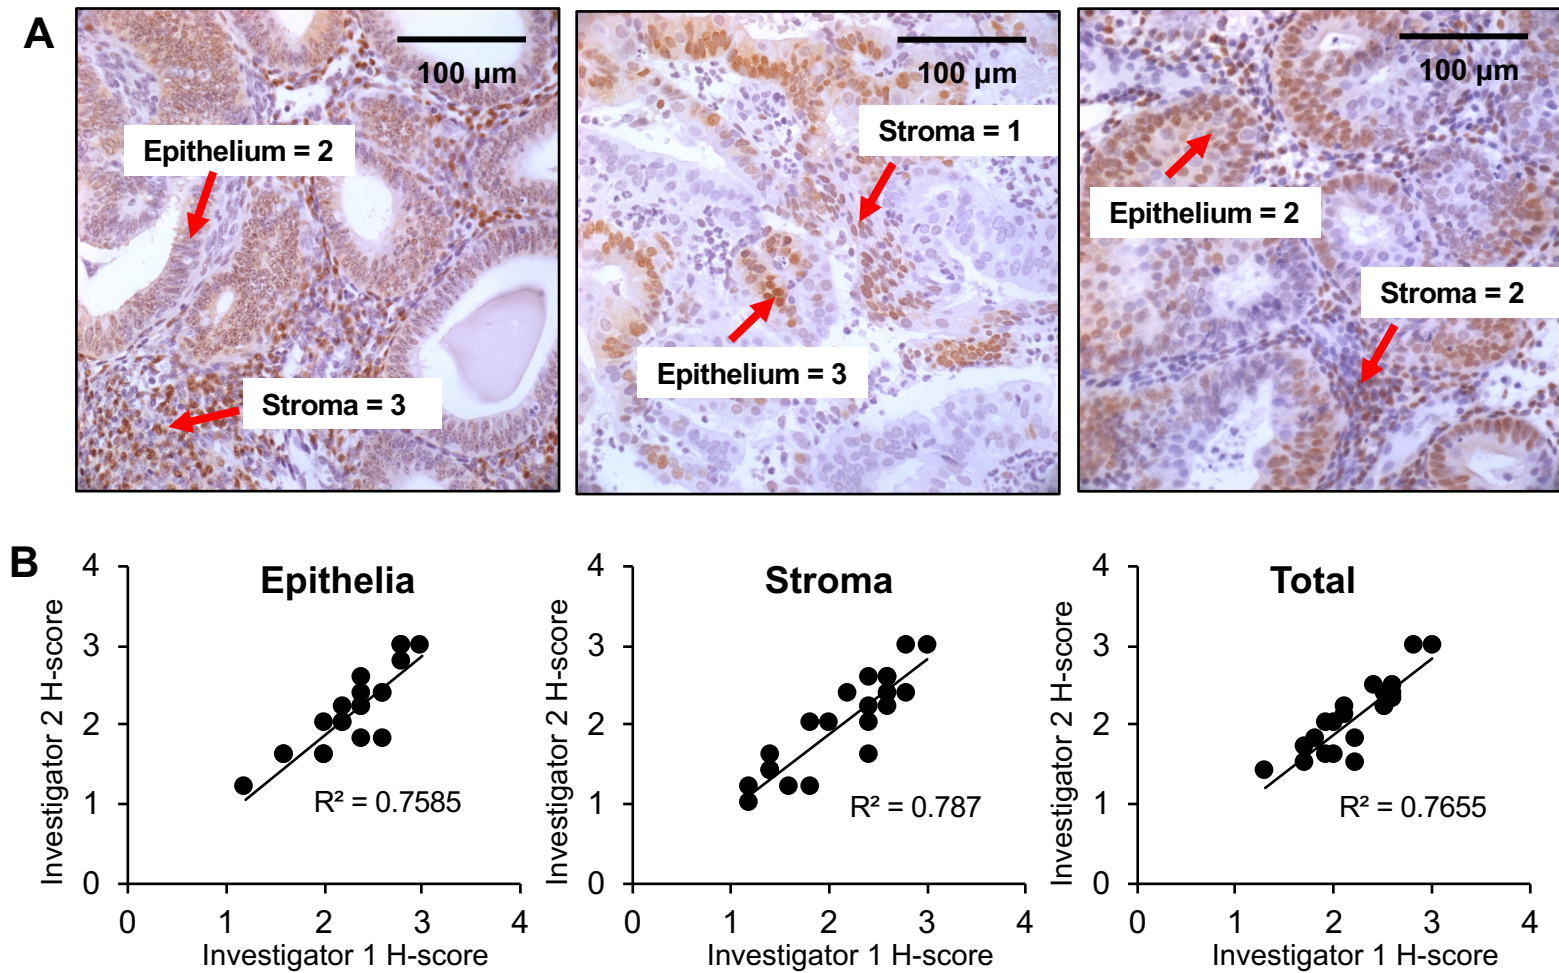 A
100 µm
Epithelium = 2
Stroma = 3
100 µm
Stroma = 1
Epithelium = 3
100 µm
Epithelium = 2
Stroma = 2
B
Epithelia
Investigator 2 H-score
4
3
2
1
0
R² = 0.7585
0 1 2 3 4
Investigator 1 H-score
Stroma
Investigator 2 H-score
4
3
2
1
0
R² = 0.787
0 1 2 3 4
Investigator 1 H-score
Total
Investigator 2 H-score
4
3
2
1
0
R² = 0.7655
0 1 2 3 4
Investigator 1 H-score